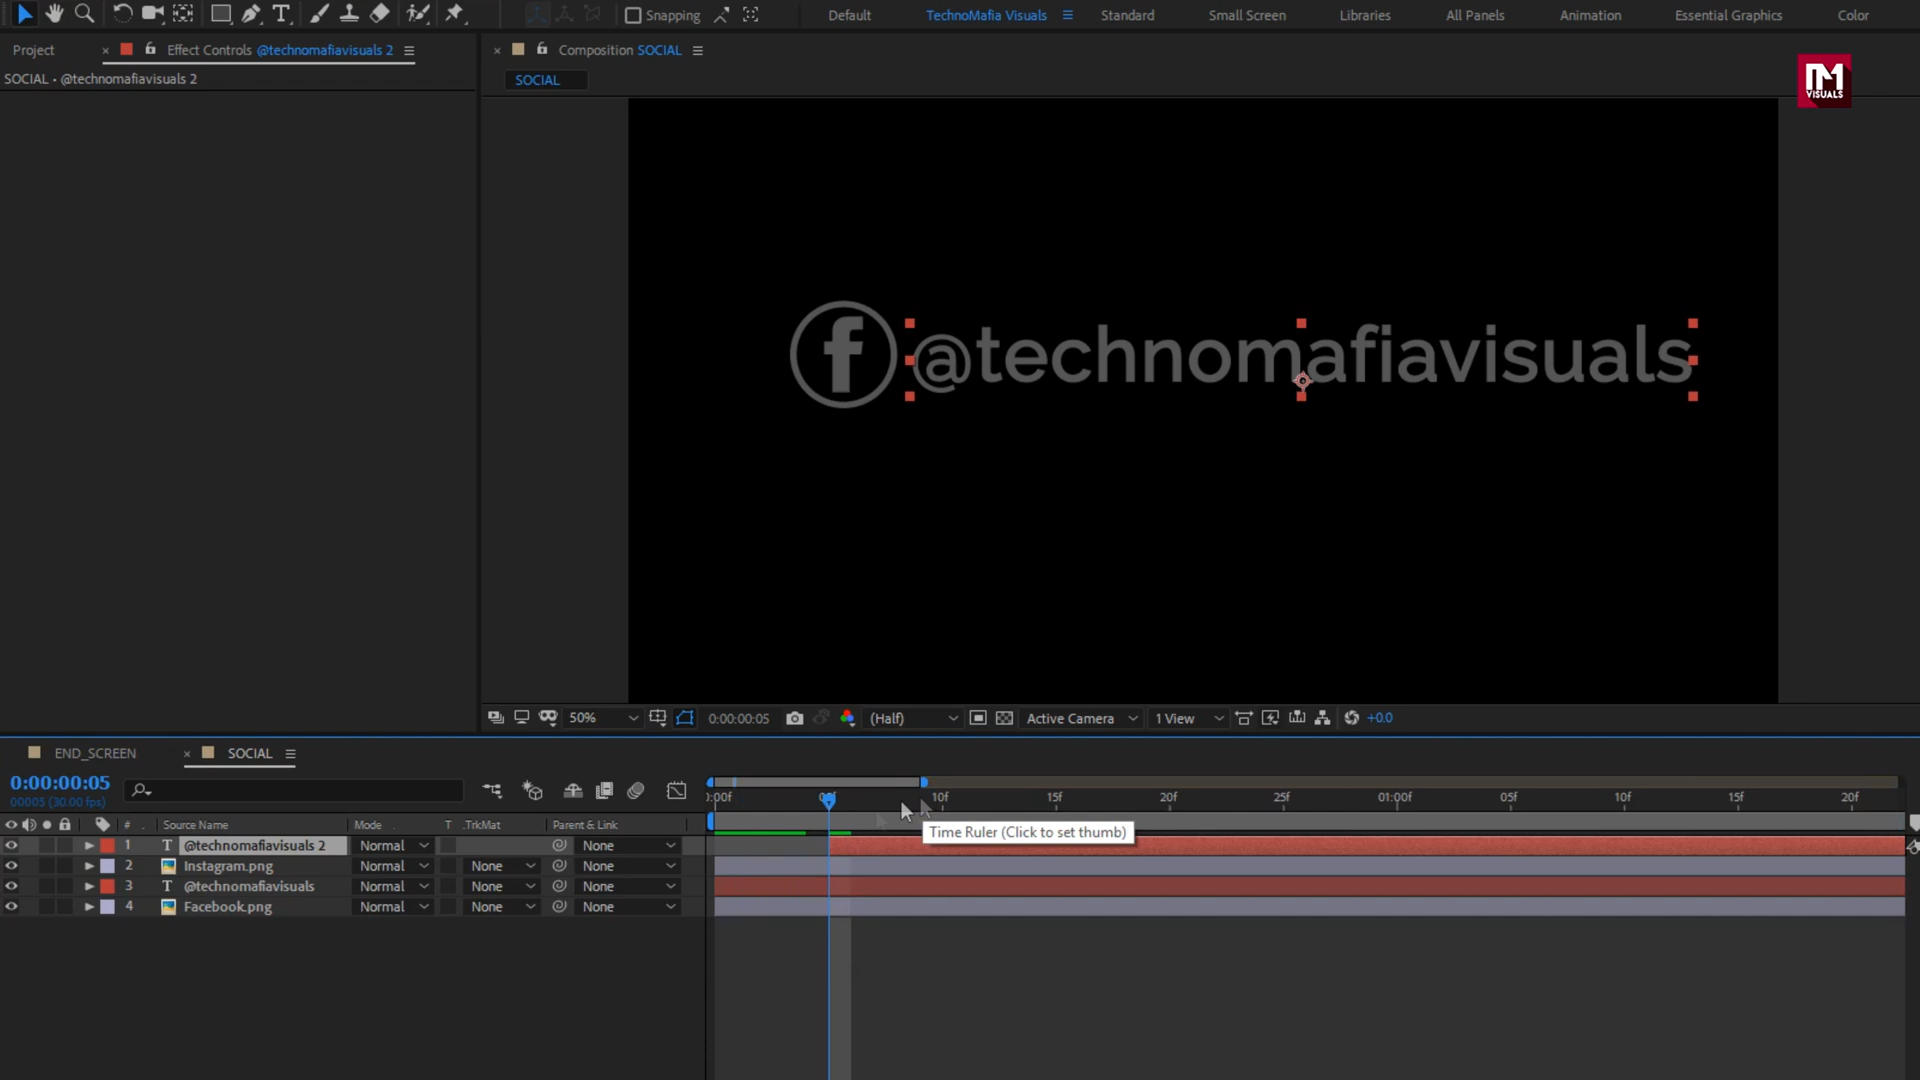 Snapping
Default
TechnoMafia Visuals
Standard
Small Screen
Libraries
All Panels
Animation
Essential Graphics
Color
Project
Effect Controls @technomafiavisuals 2
Composition SOCIAL
SOCIAL • @technomafiavisuals 2
SOCIAL
VISUALS
f @technomafiavisuals
50%
0:00:00:05
(Half)
Active Camera
1 View
+0.0
END_SCREEN
SOCIAL
0:00:00:05
00005 (30.00 fps)
):00f
10f
15f
20f
25f
01:00f
05f
10f
15f
20f
# Source Name Mode T .TrkMat Parent & Link
Time Ruler (Click to set thumb)
1 T @technomafiavisuals 2 Normal None
2 Instagram.png Normal None None
3 T @technomafiavisuals Normal None None
4 Facebook.png Normal None None